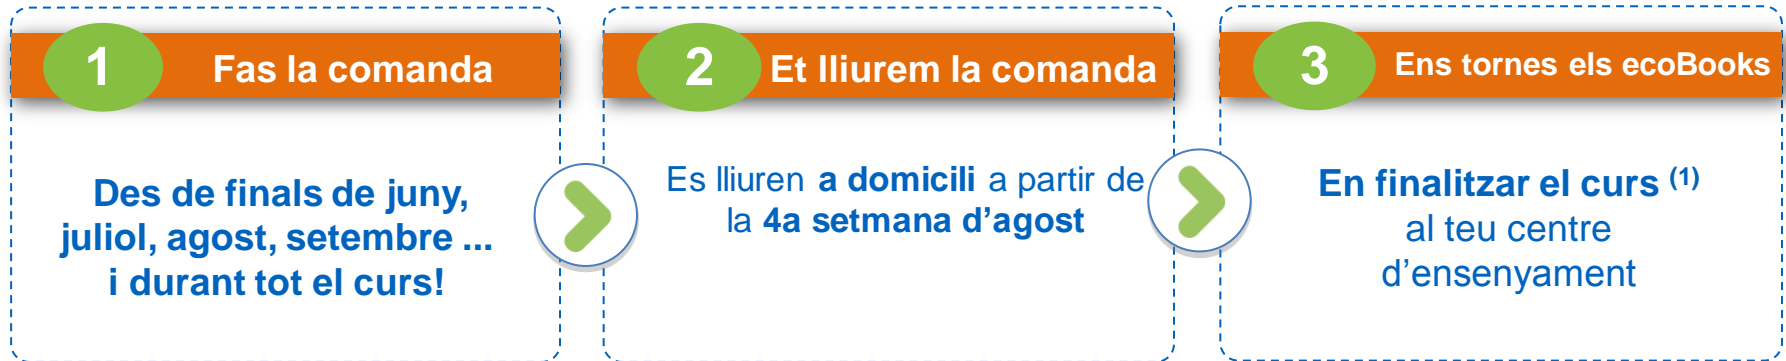 1 Fas la comanda
Des de finals de juny,
juliol, agost, setembre ...
i durant tot el curs!
2 Et lliurem la comanda
Es lliuren a domicili a partir de
la 4a setmana d’agost
3 Ens tornes els ecoBooks
En finalitzar el curs (1)
al teu centre
d’ensenyament